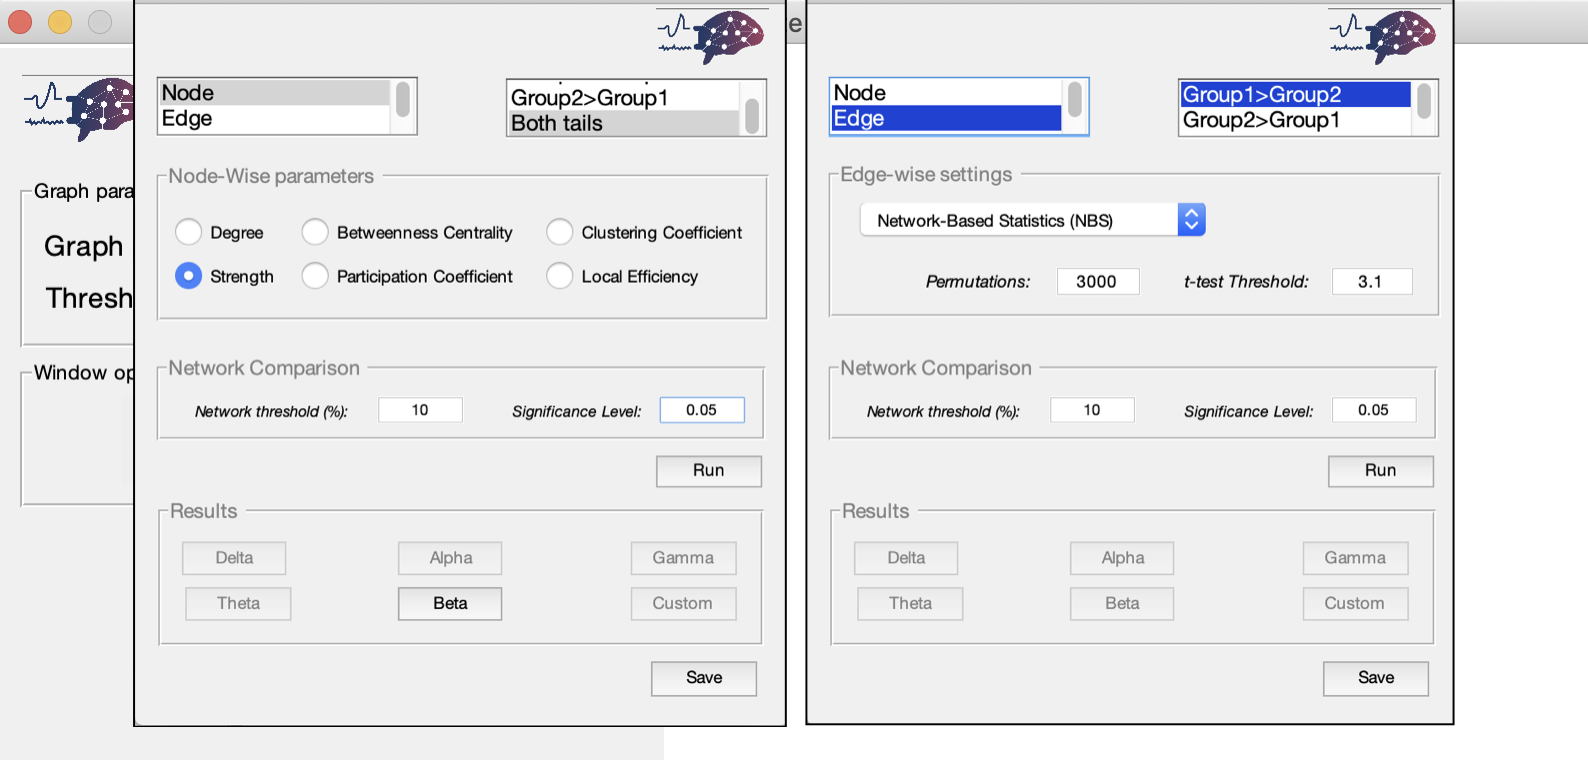 e
Graph para
Graph
Thresh
Window op
Node
Edge
Group2>Group1
Both tails
Node-Wise parameters
Degree
Betweenness Centrality
Clustering Coefficient
Strength
Participation Coefficient
Local Efficiency
Network Comparison
Network threshold (%):
10
Significance Level:
0.05
Run
Results
Delta
Alpha
Gamma
Theta
Beta
Custom
Save
Node
Edge
Group1>Group2
Group2>Group1
Edge-wise settings
Network-Based Statistics (NBS)
Permutations:
3000
t-test Threshold:
3.1
Network Comparison
Network threshold (%):
10
Significance Level:
0.05
Run
Results
Delta
Alpha
Gamma
Theta
Beta
Custom
Save